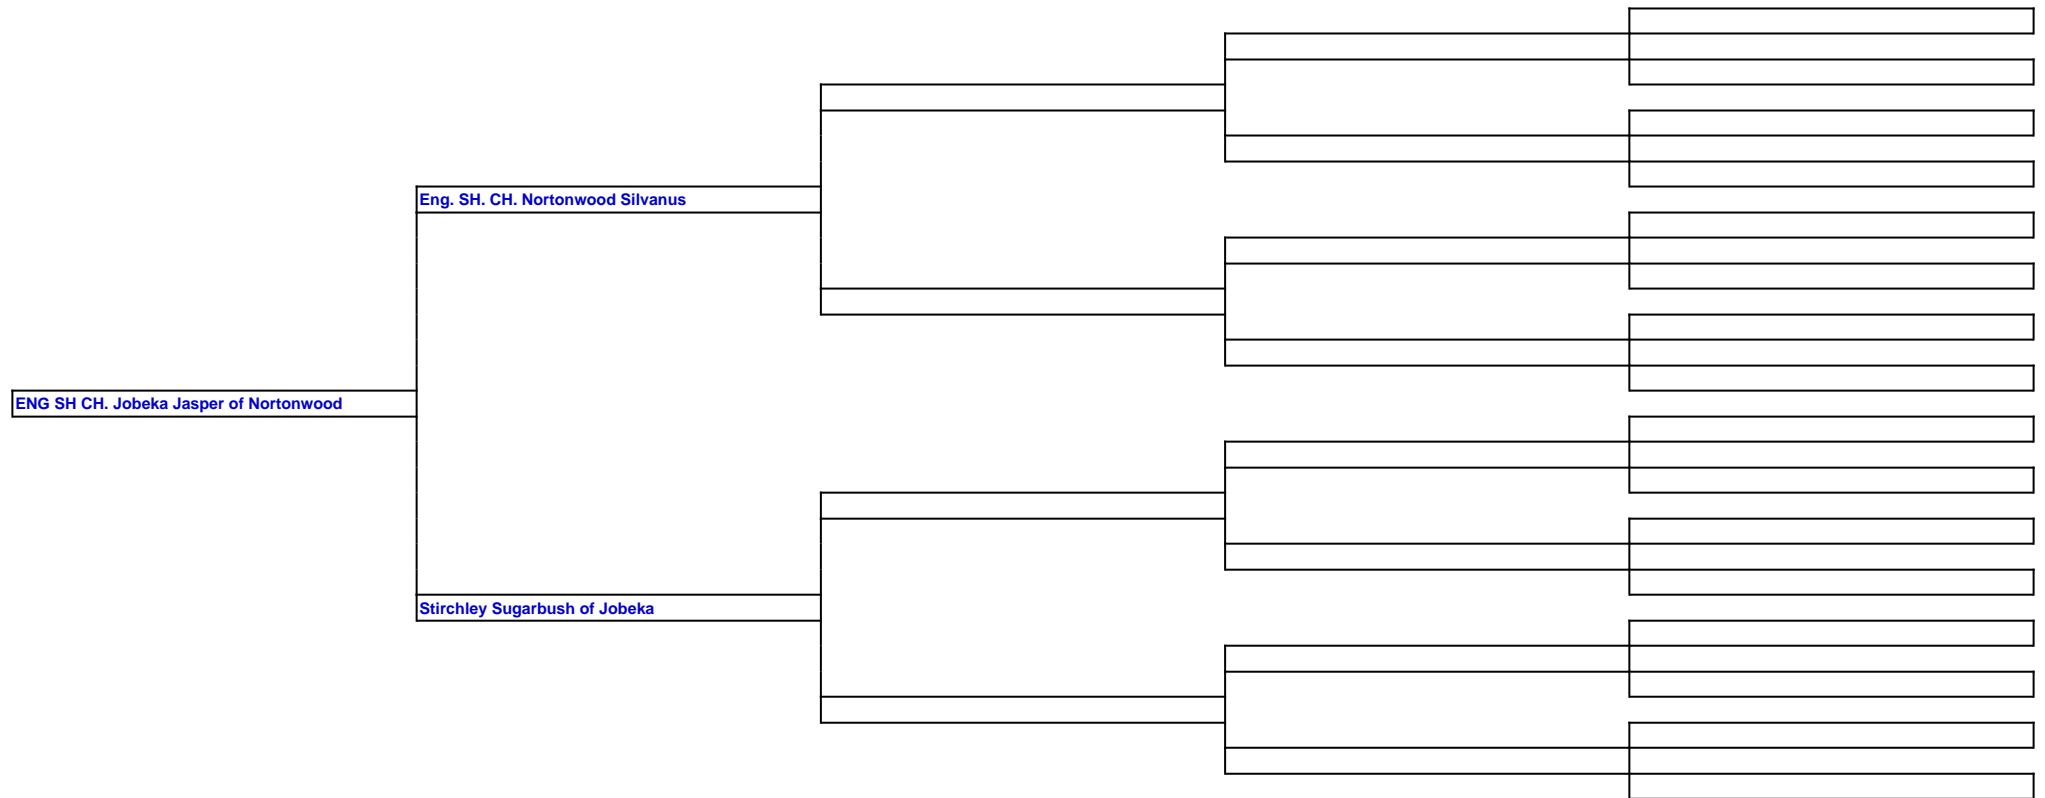 Eng. SH. CH. Nortonwood Silvanus
ENG SH CH. Jobeka Jasper of Nortonwood
Stirchley Sugarbush of Jobeka